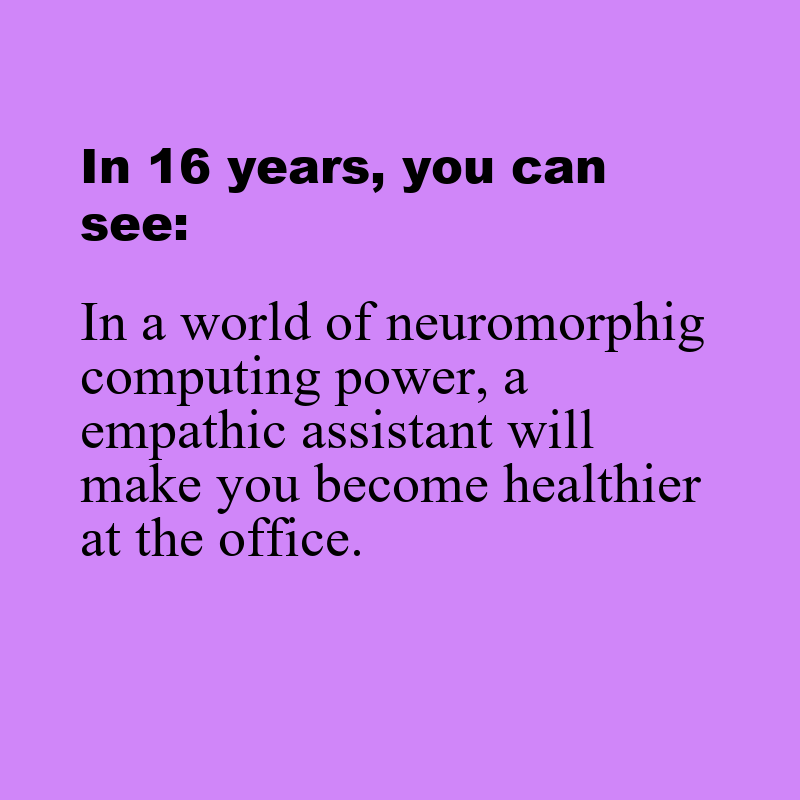 In 16 years, you can
see:
In a world of neuromorphig
computing power, a
empathic assistant will
make you become healthier
at the office.